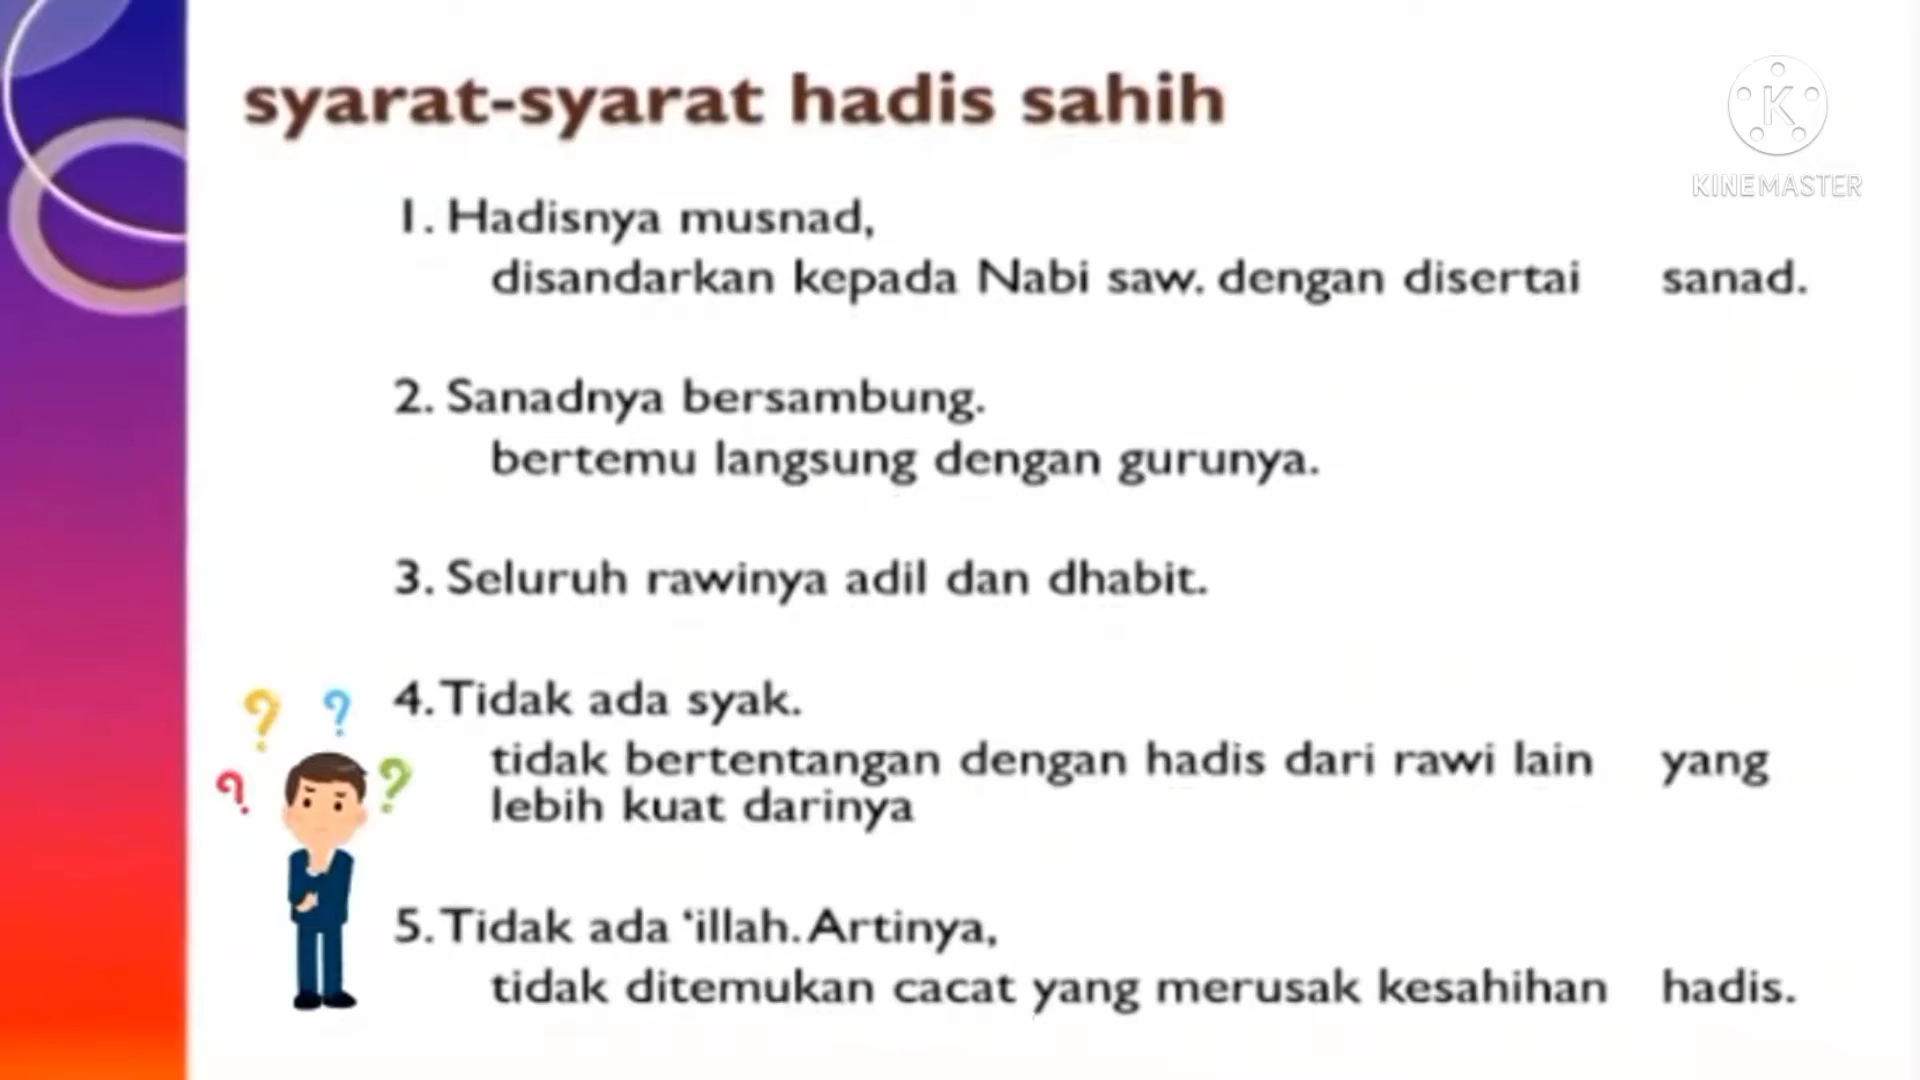 syarat-syarat hadis sahih
K
KINEMASTER
1. Hadisnya musnad,
disandarkan kepada Nabi saw. dengan disertai sanad.
2. Sanadnya bersambung.
bertemu langsung dengan gurunya.
3. Seluruh rawinya adil dan dhabit.
4. Tidak ada syak.
tidak bertentangan dengan hadis dari rawi lain yang
lebih kuat darinya
5. Tidak ada ‘illah. Artinya,
tidak ditemukan cacat yang merusak kesahihan hadis.
? ? ? ?